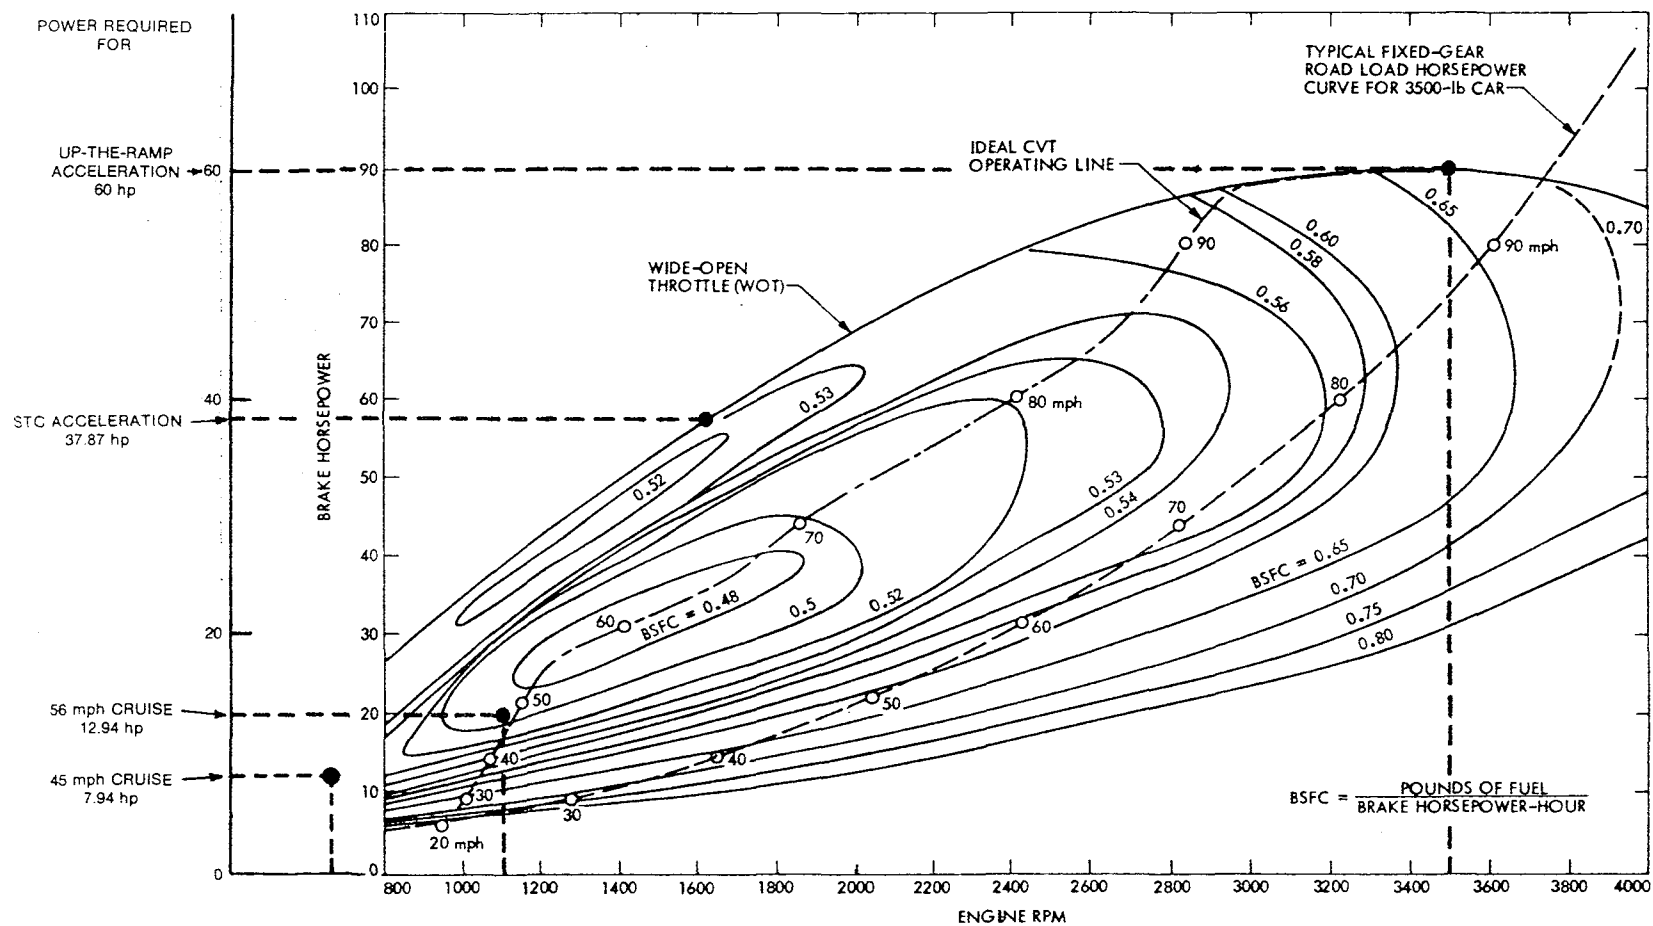 POWER REQUIRED
FOR
UP-THE-RAMP
ACCELERATION
60 hp
STC ACCELERATION
37.87 hp
56 mph CRUISE
12.94 hp
45 mph CRUISE
7.94 hp
60
40
20
0
BRAKE HORSEPOWER
110
100
90
80
70
60
50
40
30
20
10
0
TYPICAL FIXED-GEAR
ROAD LOAD HORSEPOWER
CURVE FOR 3500-lb CAR
IDEAL CVT
OPERATING LINE
WIDE-OPEN
THROTTLE (WOT)
0.65
0.70
0.60
0.58
0.56
90
90 mph
0.53
80 mph
80
0.52
0.53
0.54
70
70
BSFC = 0.65
0.70
0.75
0.80
60
BSFC = 0.48
0.5
0.52
60
50
50
40
40
30
30
20 mph
BSFC = POUNDS OF FUEL
BRAKE HORSEPOWER-HOUR
800 1000 1200 1400 1600 1800 2000 2200 2400 2600 2800 3000 3200 3400 3600 3800 4000
ENGINE RPM